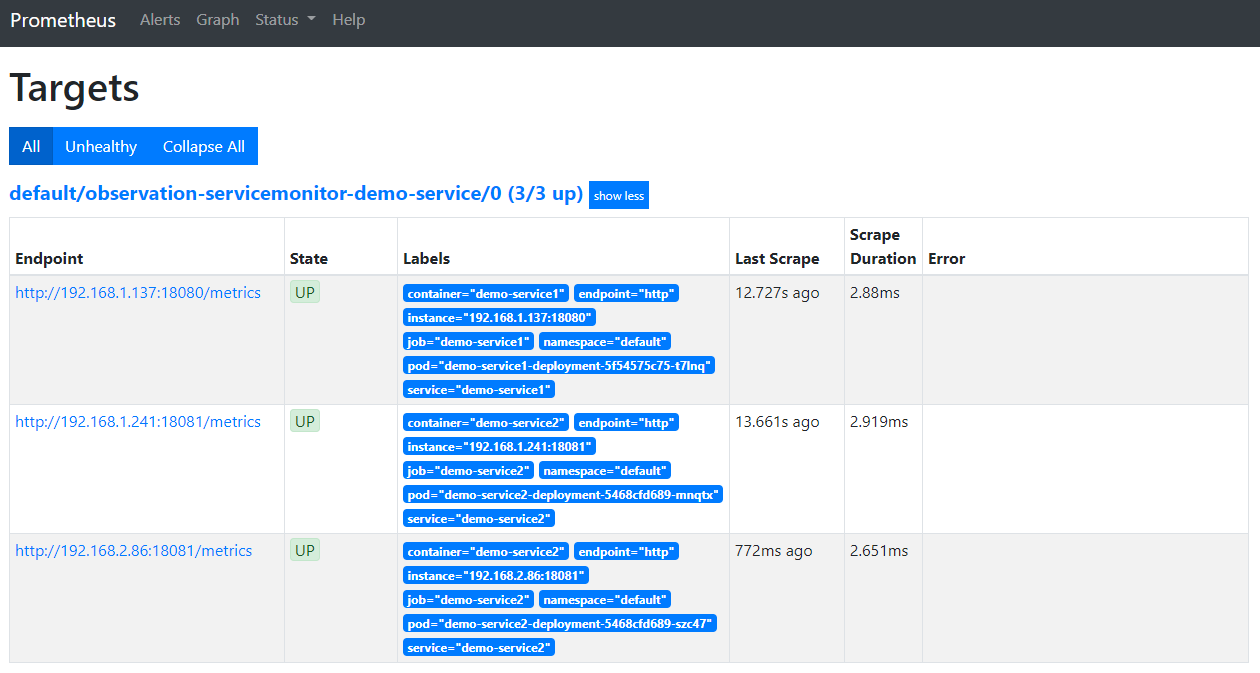 Prometheus Alerts Graph Status Help
Targets
All Unhealthy Collapse All
default/observation-servicemonitor-demo-service/0 (3/3 up) show less
Endpoint State Labels Last Scrape Scrape Duration Error
http://192.168.1.137:18080/metrics UP container="demo-service1" endpoint="http" 12.727s ago 2.88ms
instance="192.168.1.137:18080"
job="demo-service1" namespace="default"
pod="demo-service1-deployment-5f54575c75-t7lnq"
service="demo-service1"
http://192.168.1.241:18081/metrics UP container="demo-service2" endpoint="http" 13.661s ago 2.919ms
instance="192.168.1.241:18081"
job="demo-service2" namespace="default"
pod="demo-service2-deployment-5468cfd689-mnqtx"
service="demo-service2"
http://192.168.2.86:18081/metrics UP container="demo-service2" endpoint="http" 772ms ago 2.651ms
instance="192.168.2.86:18081"
job="demo-service2" namespace="default"
pod="demo-service2-deployment-5468cfd689-szc47"
service="demo-service2"